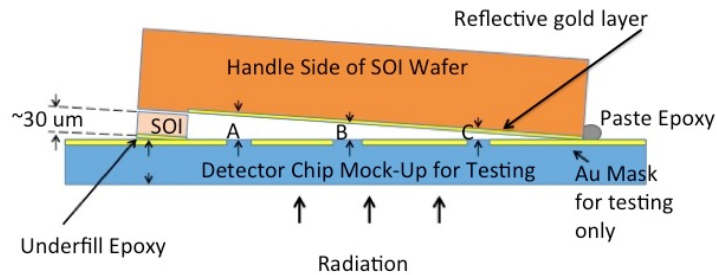 Reflective gold layer
Handle Side of SOI Wafer
~30 um
SOI
A
B
C
Paste Epoxy
Detector Chip Mock-Up for Testing
Au Mask
for testing
only
Underfill Epoxy
Radiation